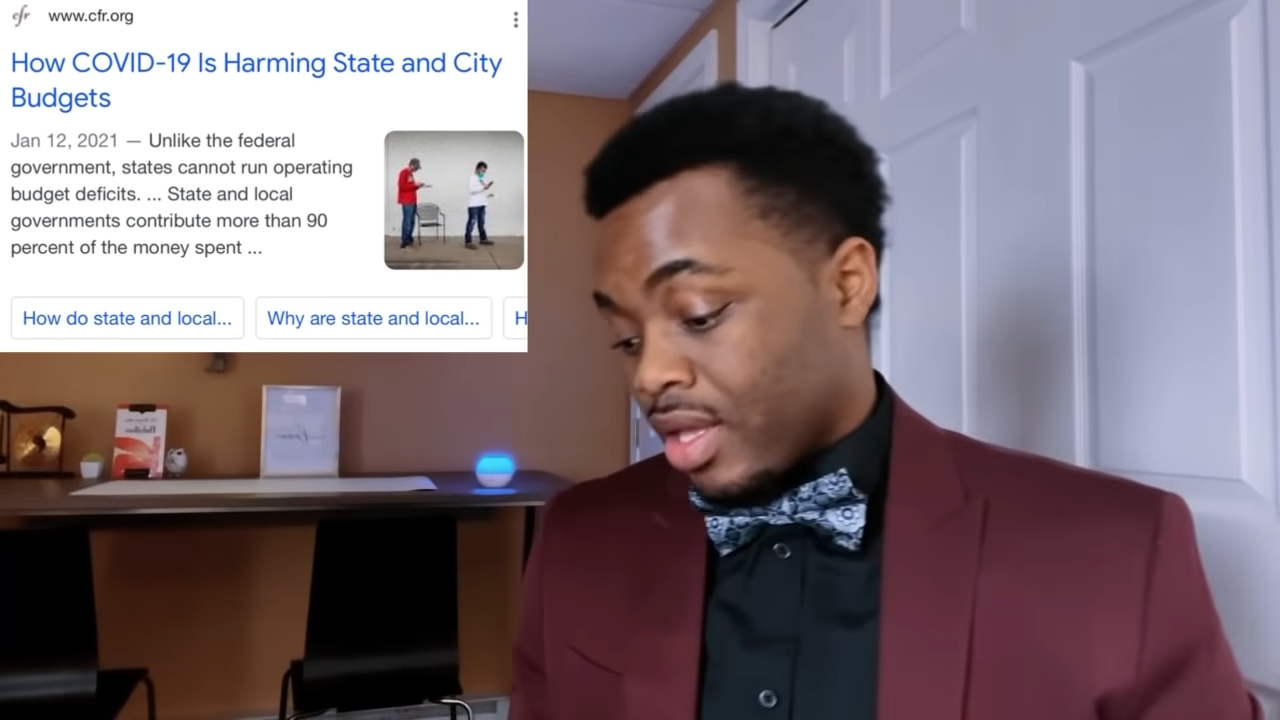 cfr www.cfr.org
How COVID-19 Is Harming State and City
Budgets
Jan 12, 2021 — Unlike the federal
government, states cannot run operating
budget deficits. ... State and local
governments contribute more than 90
percent of the money spent ...
How do state and local...
Why are state and local...
H